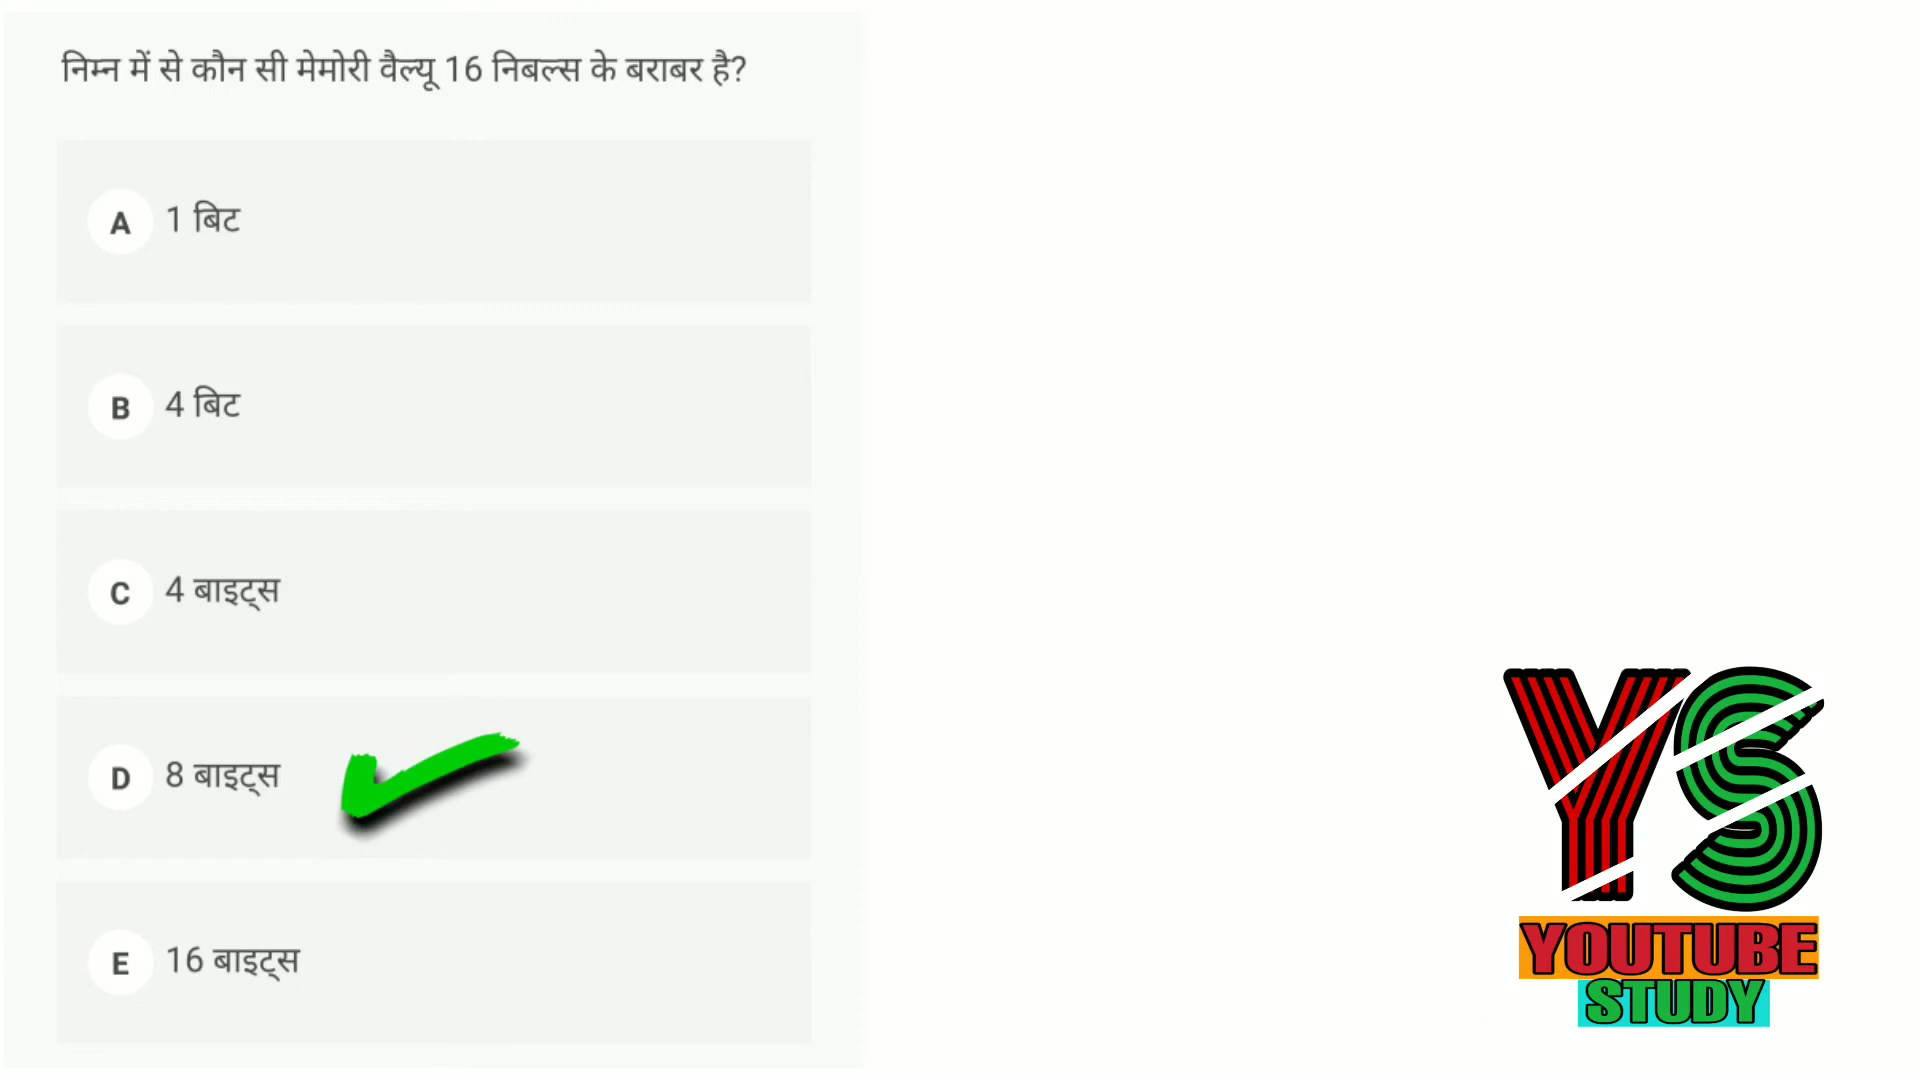 निम्न में से कौन सी मेमोरी वैल्यू 16 निबल्स के बराबर है?
A 1 बिट
B 4 बिट
C 4 बाइट्स
D 8 बाइट्स
E 16 बाइट्स
YS
YOUTUBE
STUDY